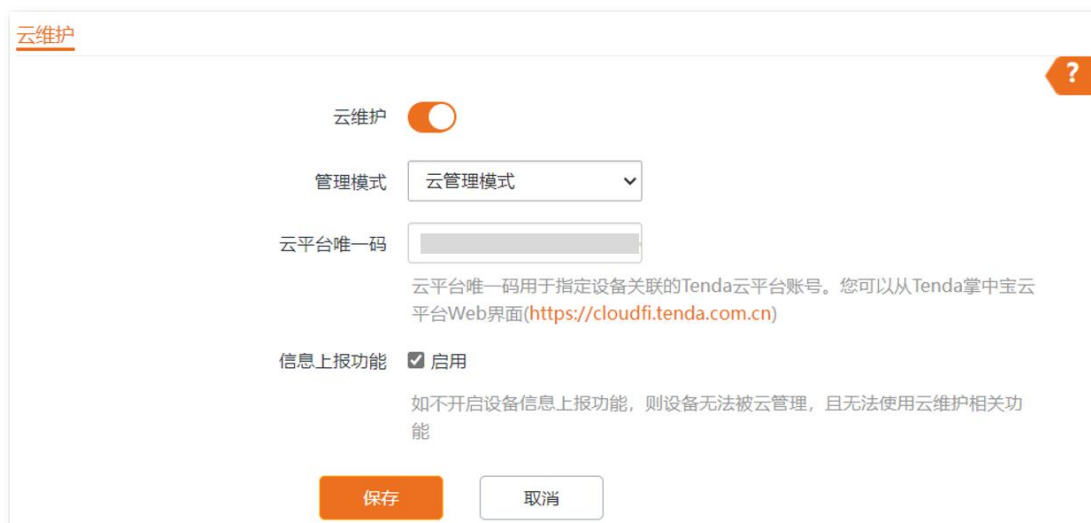 云维护
?
云维护
管理模式 云管理模式
云平台唯一码
云平台唯一码用于指定设备关联的Tenda云平台账号。您可以从Tenda掌中宝云
平台Web界面(https://cloudfi.tenda.com.cn)
信息上报功能 启用
如不开启设备信息上报功能，则设备无法被云管理，且无法使用云维护相关功
能
保存 取消